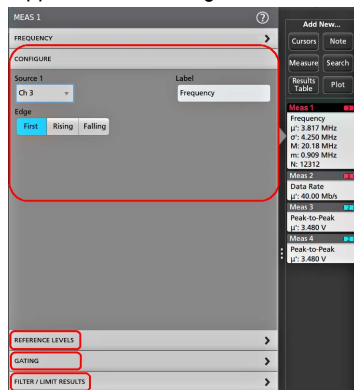 MEAS 1
?
FREQUENCY
CONFIGURE
Source 1
Label
Ch 3
Frequency
Edge
First Rising Falling
REFERENCE LEVELS
GATING
FILTER / LIMIT RESULTS
Add New...
Cursors Note
Measure Search
Results Table Plot
Meas 1
Frequency
µ': 3.817 MHz
σ': 4.250 MHz
M: 20.18 MHz
m: 0.909 MHz
N: 12312
Meas 2
Data Rate
µ': 40.00 Mb/s
Meas 3
Peak-to-Peak
µ': 3.480 V
Meas 4
Peak-to-Peak
µ': 3.480 V